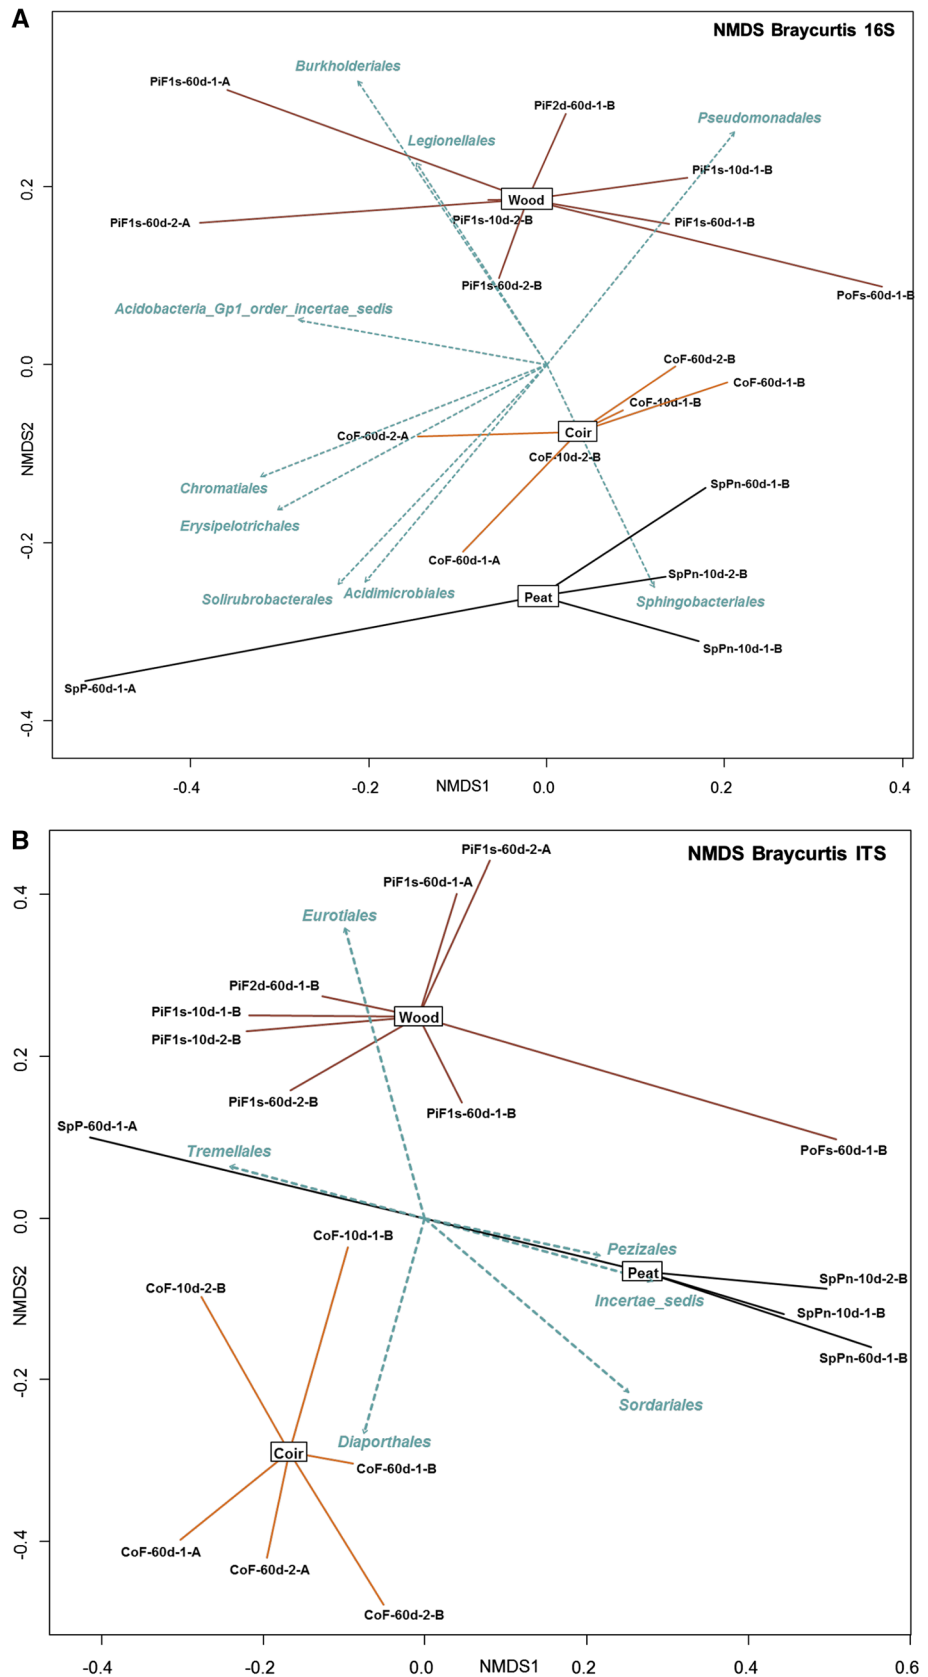 A
NMDS Braycurtis 16S
Burkholderiales
PiF1s-60d-1-A
PiF2d-60d-1-B
Pseudomonadales
Legionellales
PiF1s-10d-1-B
0.2
Wood
PiF1s-60d-2-A
PiF1s-10d-2-B
PiF1s-60d-1-B
PiF1s-60d-2-B
PoFs-60d-1-B
Acidobacteria_Gp1_order_incertae_sedis
0.0
CoF-60d-2-B
CoF-60d-1-B
CoF-10d-1-B
CoF-60d-2-A
Coir
NMDS2
CoF-10d-2-B
Chromatiales
SpPn-60d-1-B
Erysipelotrichales
-0.2
CoF-60d-1-A
SpPn-10d-2-B
Solirubrobacterales
Acidimicrobiales
Peat
Sphingobacteriales
SpPn-10d-1-B
SpP-60d-1-A
-0.4
-0.4
-0.2
NMDS1
0.0
0.2
0.4
B
NMDS Braycurtis ITS
PiF1s-60d-2-A
PiF1s-60d-1-A
0.4
Eurotiales
PiF2d-60d-1-B
PiF1s-10d-1-B
Wood
PiF1s-10d-2-B
0.2
PiF1s-60d-2-B
PiF1s-60d-1-B
SpP-60d-1-A
PoFs-60d-1-B
Tremellales
0.0
CoF-10d-1-B
Pezizales
Peat
SpPn-10d-2-B
CoF-10d-2-B
NMDS2
Incertae_sedis
SpPn-10d-1-B
SpPn-60d-1-B
-0.2
Sordariales
Diaporthales
Coir
CoF-60d-1-B
-0.4
CoF-60d-1-A
CoF-60d-2-A
CoF-60d-2-B
-0.4
-0.2
0.0
NMDS1
0.2
0.4
0.6